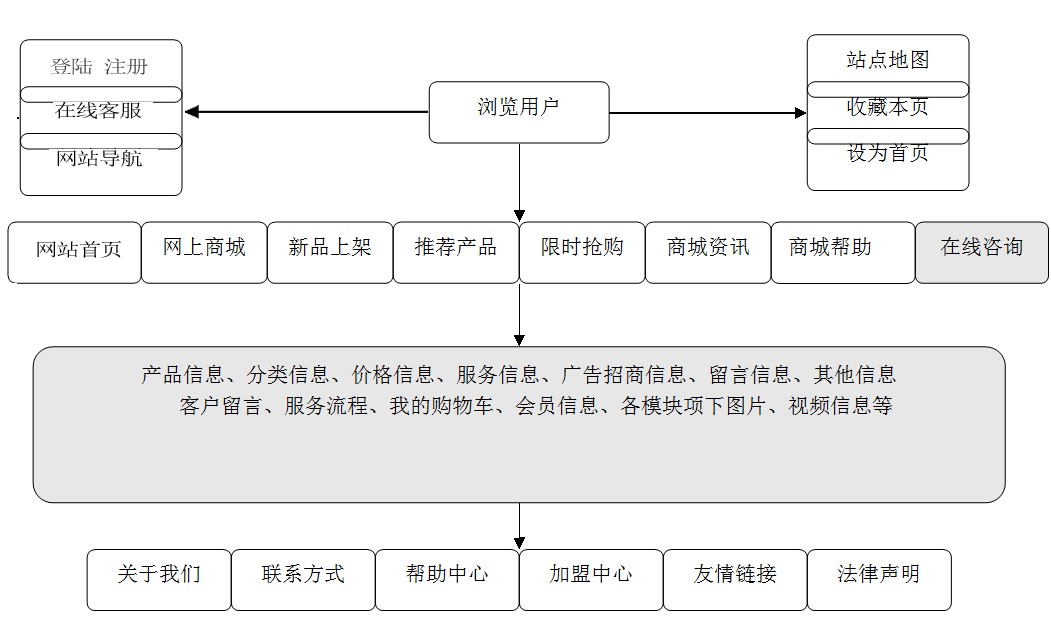 登陆 注册
在线客服
网站导航
浏览用户
站点地图
收藏本页
设为首页
网站首页 网上商城 新品上架 推荐产品 限时抢购 商城资讯 商城帮助 在线咨询
产品信息、分类信息、价格信息、服务信息、广告招商信息、留言信息、其他信息
客户留言、服务流程、我的购物车、会员信息、各模块项下图片、视频信息等
关于我们 联系方式 帮助中心 加盟中心 友情链接 法律声明